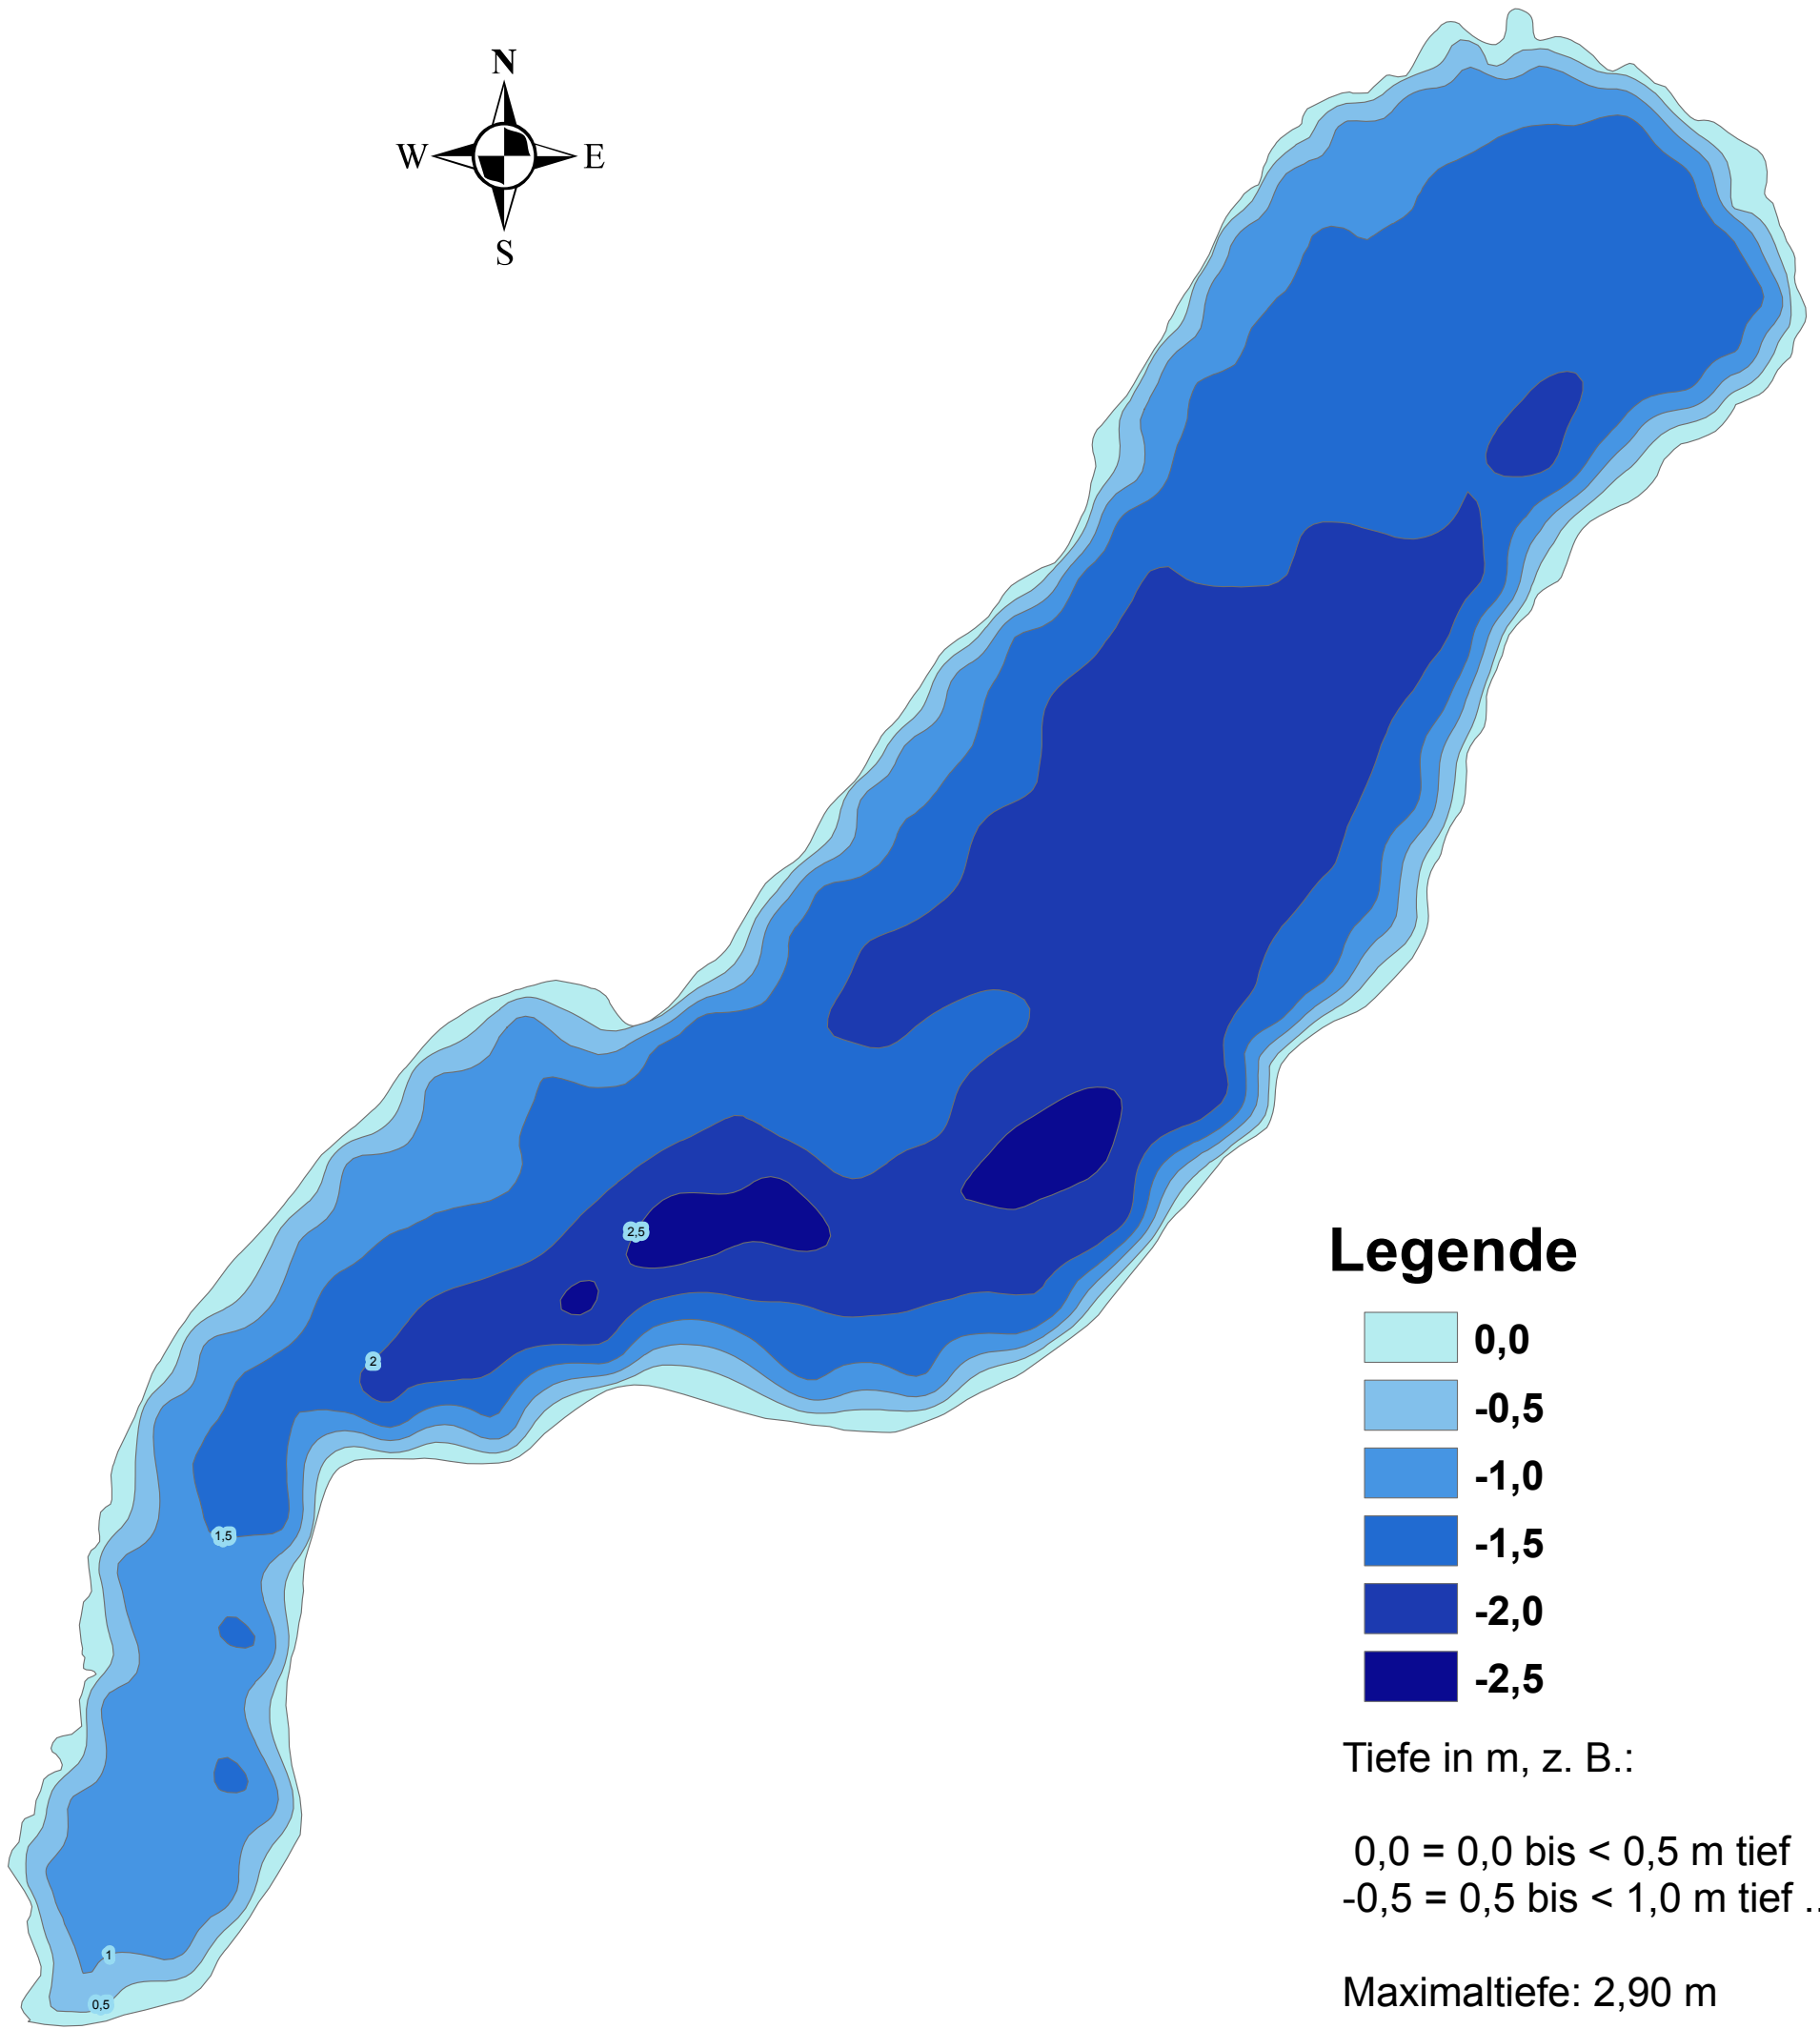 N
W
E
S
2,5
2
1,5
1
0,5
Legende
0,0
-0,5
-1,0
-1,5
-2,0
-2,5
Tiefe in m, z. B.:
0,0 = 0,0 bis < 0,5 m tief
-0,5 = 0,5 bis < 1,0 m tief ..
Maximaltiefe: 2,90 m